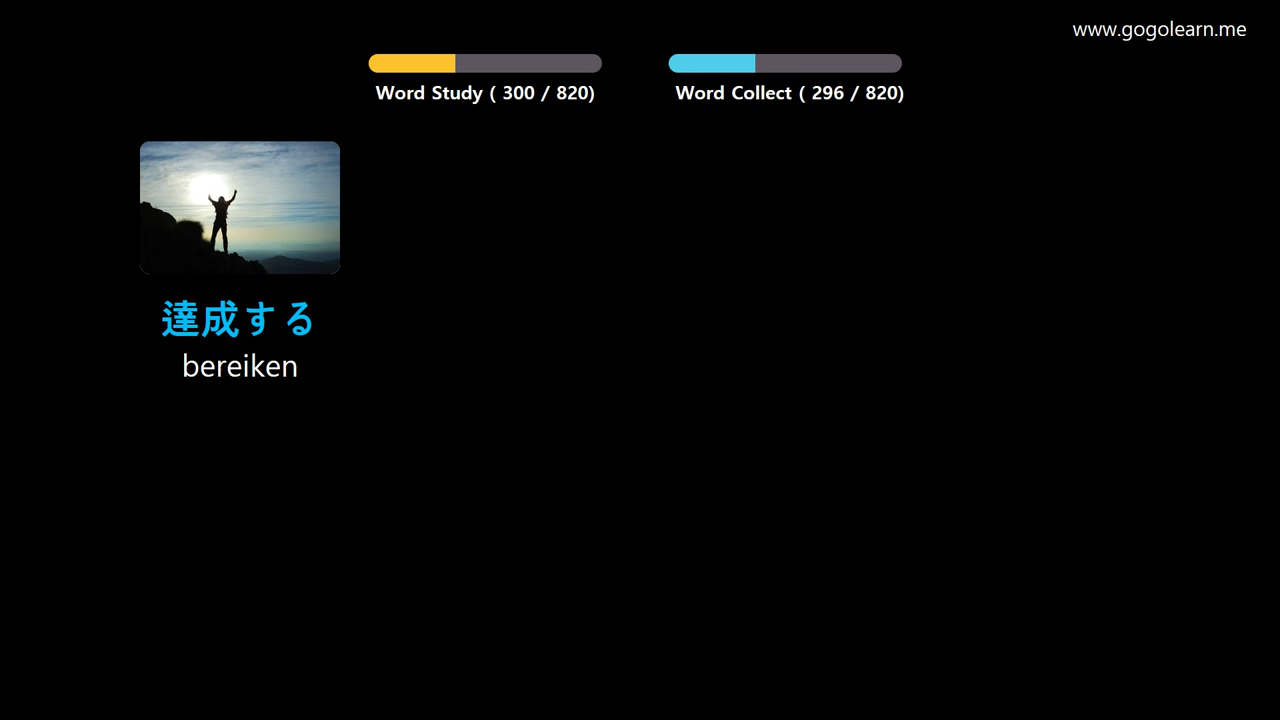 www.gogolearn.me
Word Study ( 300 / 820)
Word Collect ( 296 / 820)
達成する
bereiken